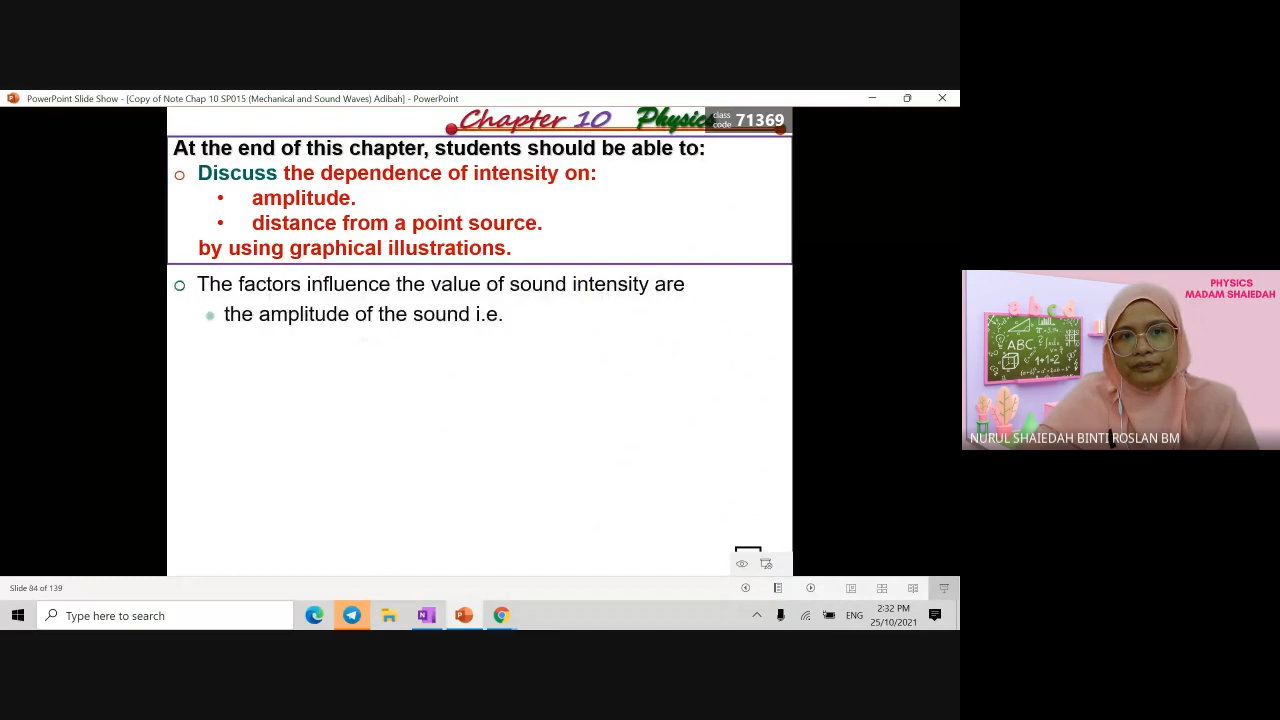 PowerPoint Slide Show - [Copy of Note Chap 10 SP015 (Mechanical and Sound Waves) Adibah] - PowerPoint
Chapter 10 Physics
class code 71369
At the end of this chapter, students should be able to:
Discuss the dependence of intensity on:
• amplitude.
• distance from a point source.
by using graphical illustrations.
The factors influence the value of sound intensity are
the amplitude of the sound i.e.
PHYSICS
MADAM SHAIEDAH
a b c d
ABC
1+1=2
NURUL SHAIEDAH BINTI ROSLAN BM
Slide 84 of 139
Type here to search
ENG
2:32 PM
25/10/2021